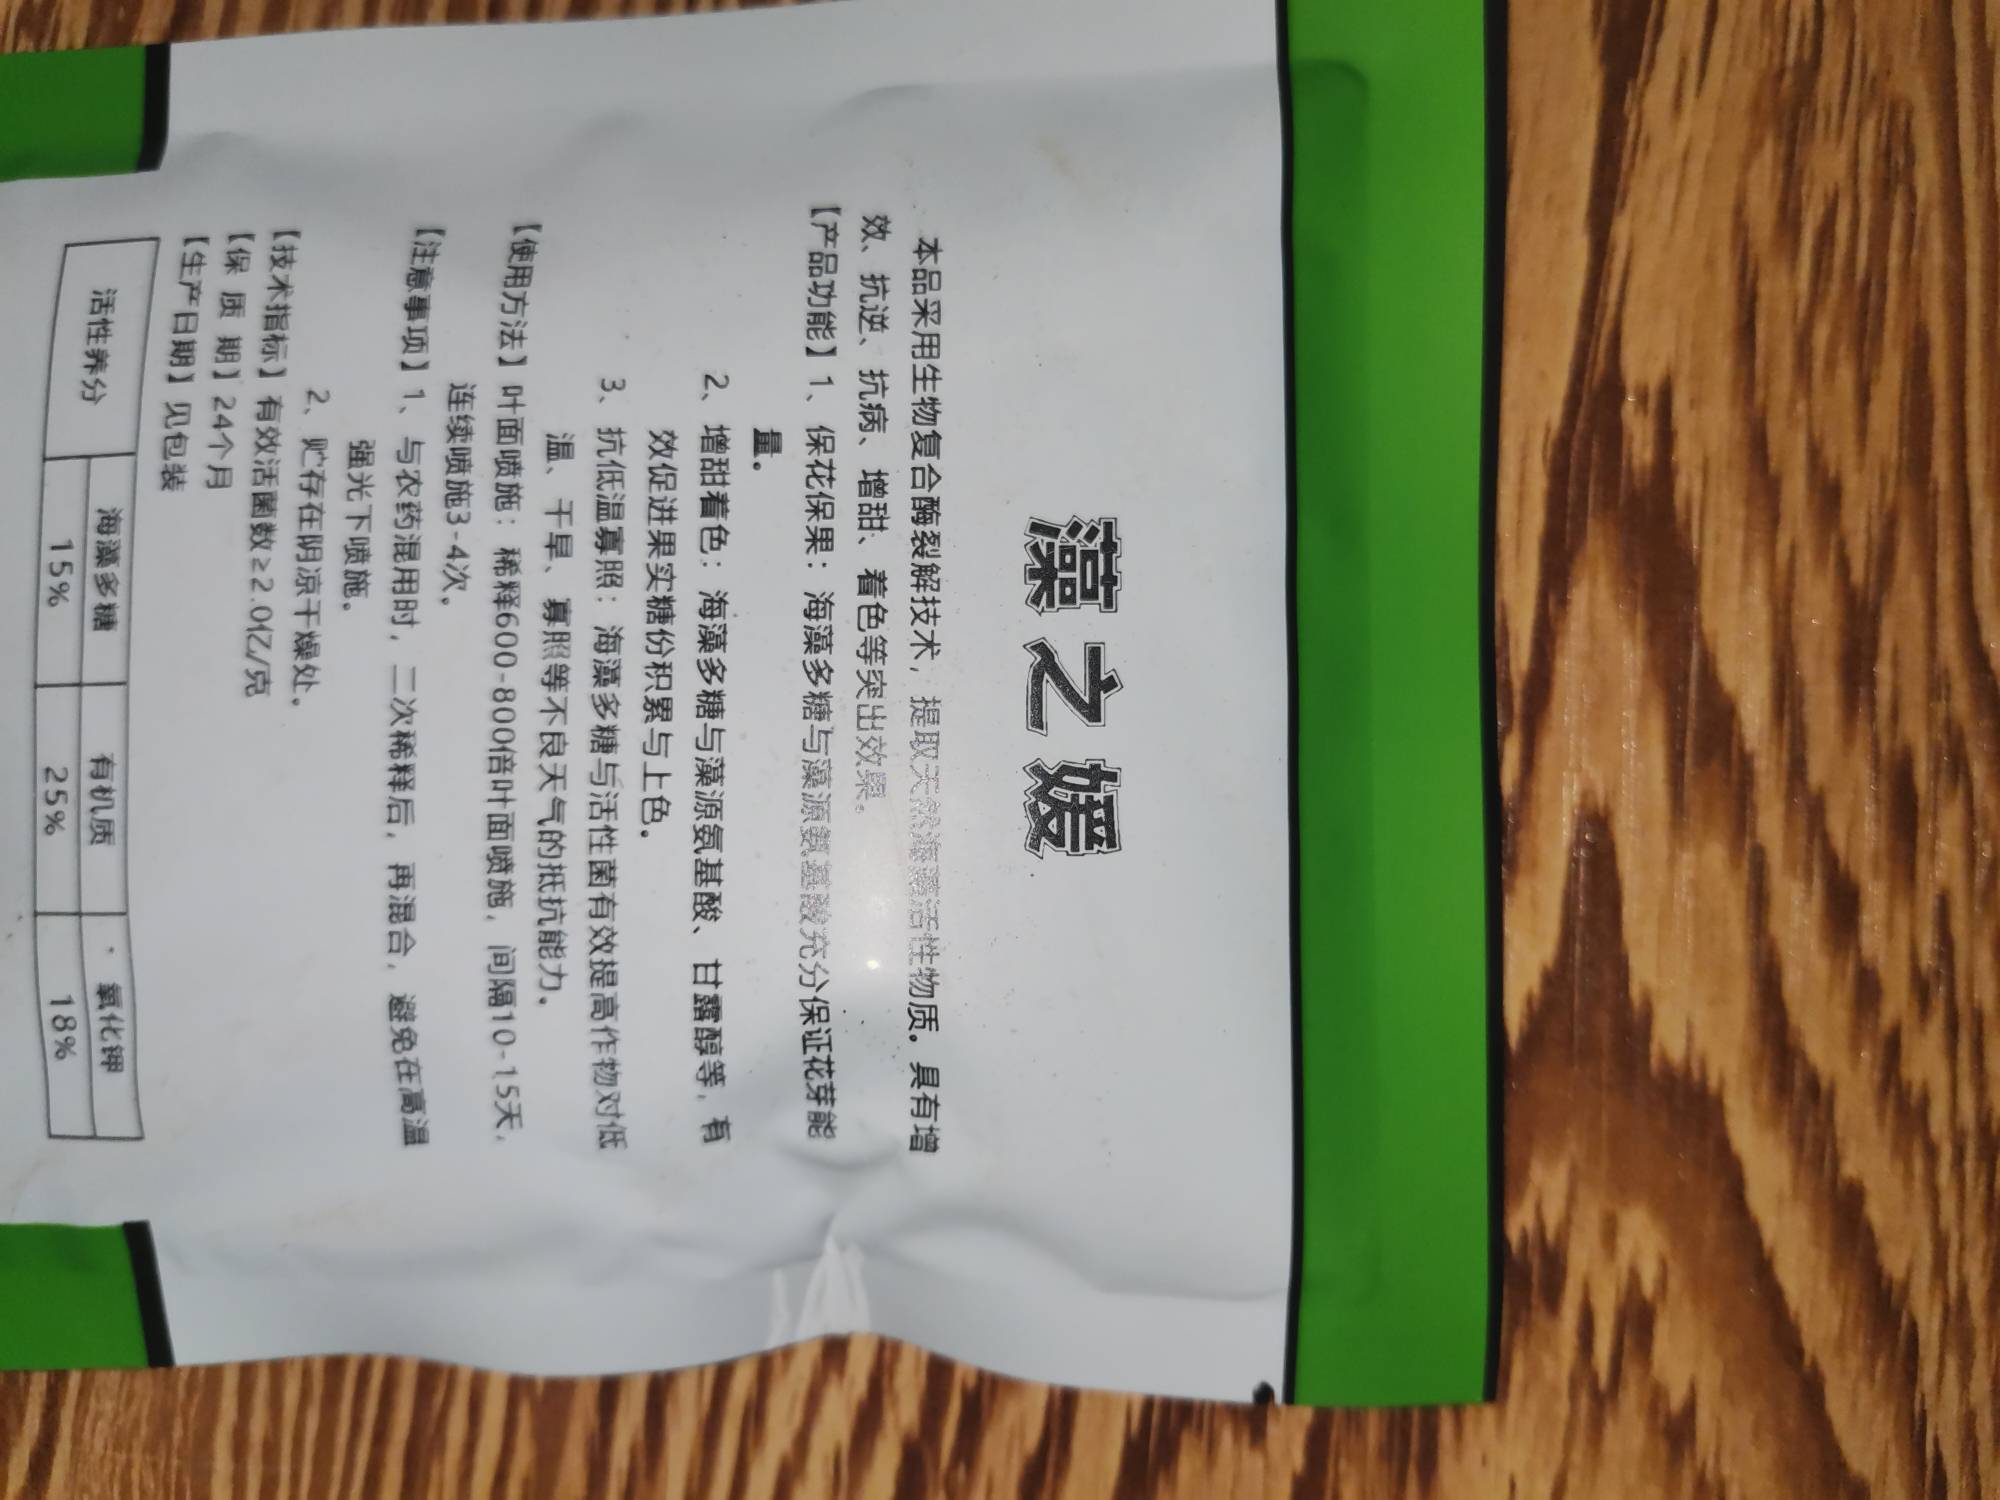 藻之媛
本品采用生物复合酶裂解技术，提取天然海藻活性物质。具有增
效、抗逆、抗病、增甜、着色等突出效果。
【产品功能】1、保花保果：海藻多糖与藻源氨基酸充分保证花芽能
量。
2、增甜着色：海藻多糖与藻源氨基酸、甘露醇等，有
效促进果实糖份积累与上色。
3、抗低温寡照：海藻多糖与活性菌有效提高作物对低
温、干旱、寡照等不良天气的抵抗能力。
【使用方法】叶面喷施：稀释600-800倍叶面喷施，间隔10-15天，
连续喷施3-4次。
【注意事项】1、与农药混用时，二次稀释后，再混合，避免在高温
强光下喷施。
2、贮存在阴凉干燥处。
【技术指标】有效活菌数≥2.0亿/克
【保 质 期】24个月
【生产日期】见包装
活性养分 海藻多糖 有机质 氧化钾
15% 25% 18%